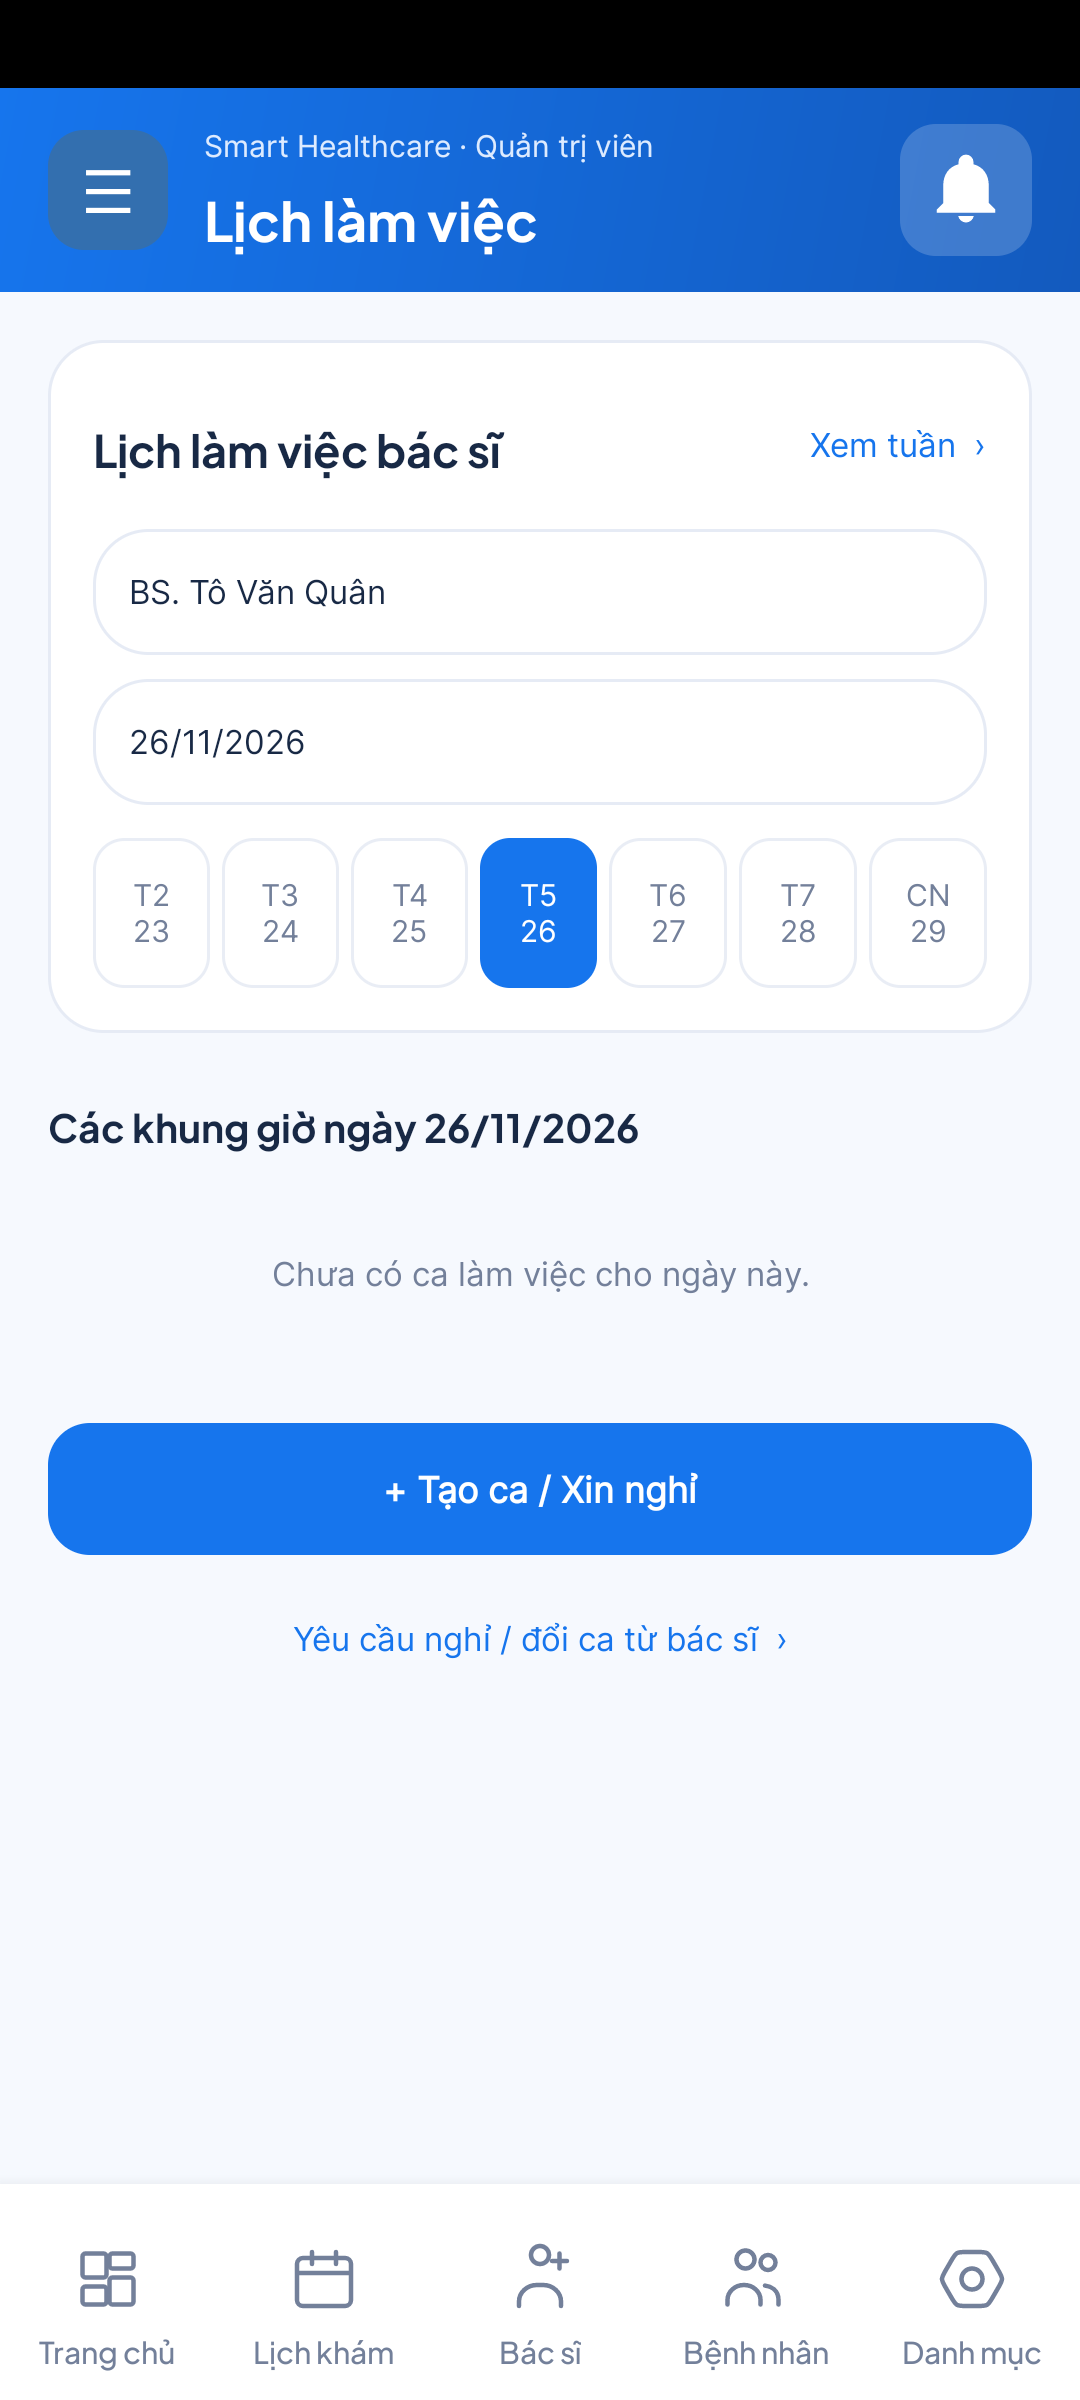 Smart Healthcare · Quản trị viên
Lịch làm việc
Lịch làm việc bác sĩ
Xem tuần ›
BS. Tô Văn Quân
26/11/2026
T2 T3 T4 T5 T6 T7 CN
23 24 25 26 27 28 29
Các khung giờ ngày 26/11/2026
Chưa có ca làm việc cho ngày này.
+ Tạo ca / Xin nghỉ
Yêu cầu nghỉ / đổi ca từ bác sĩ ›
Trang chủ Lịch khám Bác sĩ Bệnh nhân Danh mục